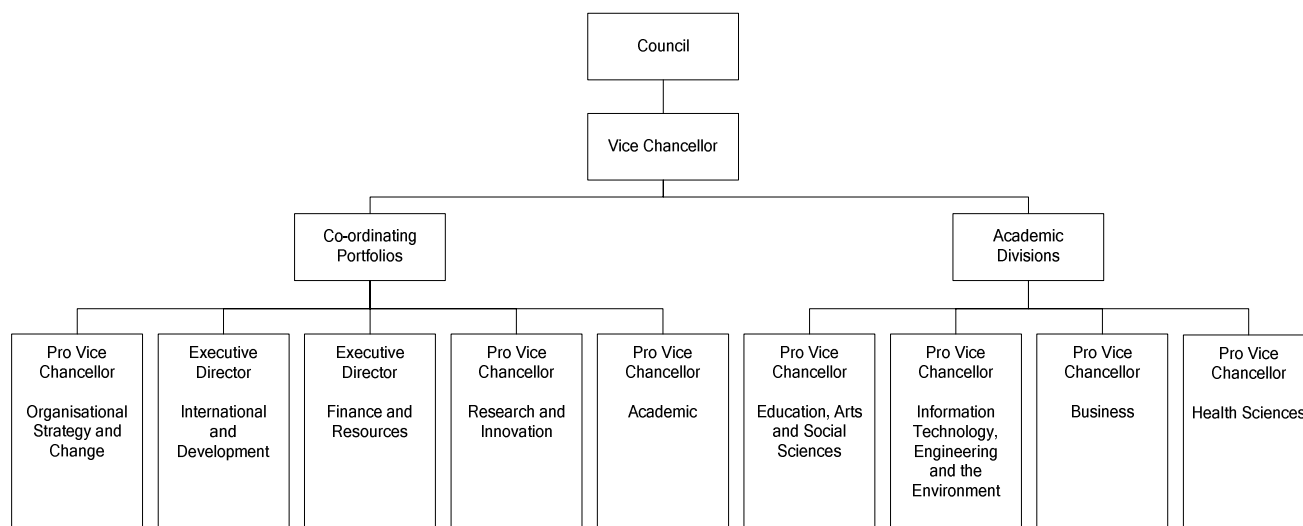 Council
Vice Chancellor
Co-ordinating
Portfolios
Academic
Divisions
Pro Vice
Chancellor
Organisational
Strategy and
Change
Executive
Director
International
and
Development
Executive
Director
Finance and
Resources
Pro Vice
Chancellor
Research and
Innovation
Pro Vice
Chancellor
Academic
Pro Vice
Chancellor
Education, Arts
and Social
Sciences
Pro Vice
Chancellor
Information
Technology,
Engineering
and the
Environment
Pro Vice
Chancellor
Business
Pro Vice
Chancellor
Health Sciences